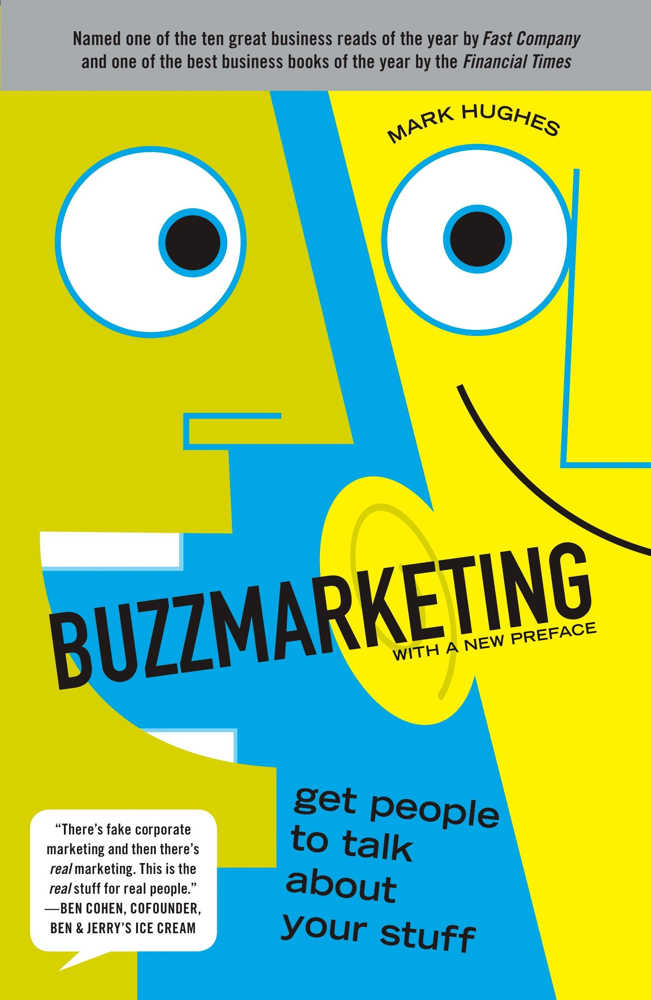 Named one of the ten great business reads of the year by Fast Company
and one of the best business books of the year by the Financial Times
MARK HUGHES
BUZZMARKETING
WITH A NEW PREFACE
get people
to talk
about
your stuff
“There’s fake corporate
marketing and then there’s
real marketing. This is the
real stuff for real people.”
—BEN COHEN, COFOUNDER,
BEN & JERRY’S ICE CREAM